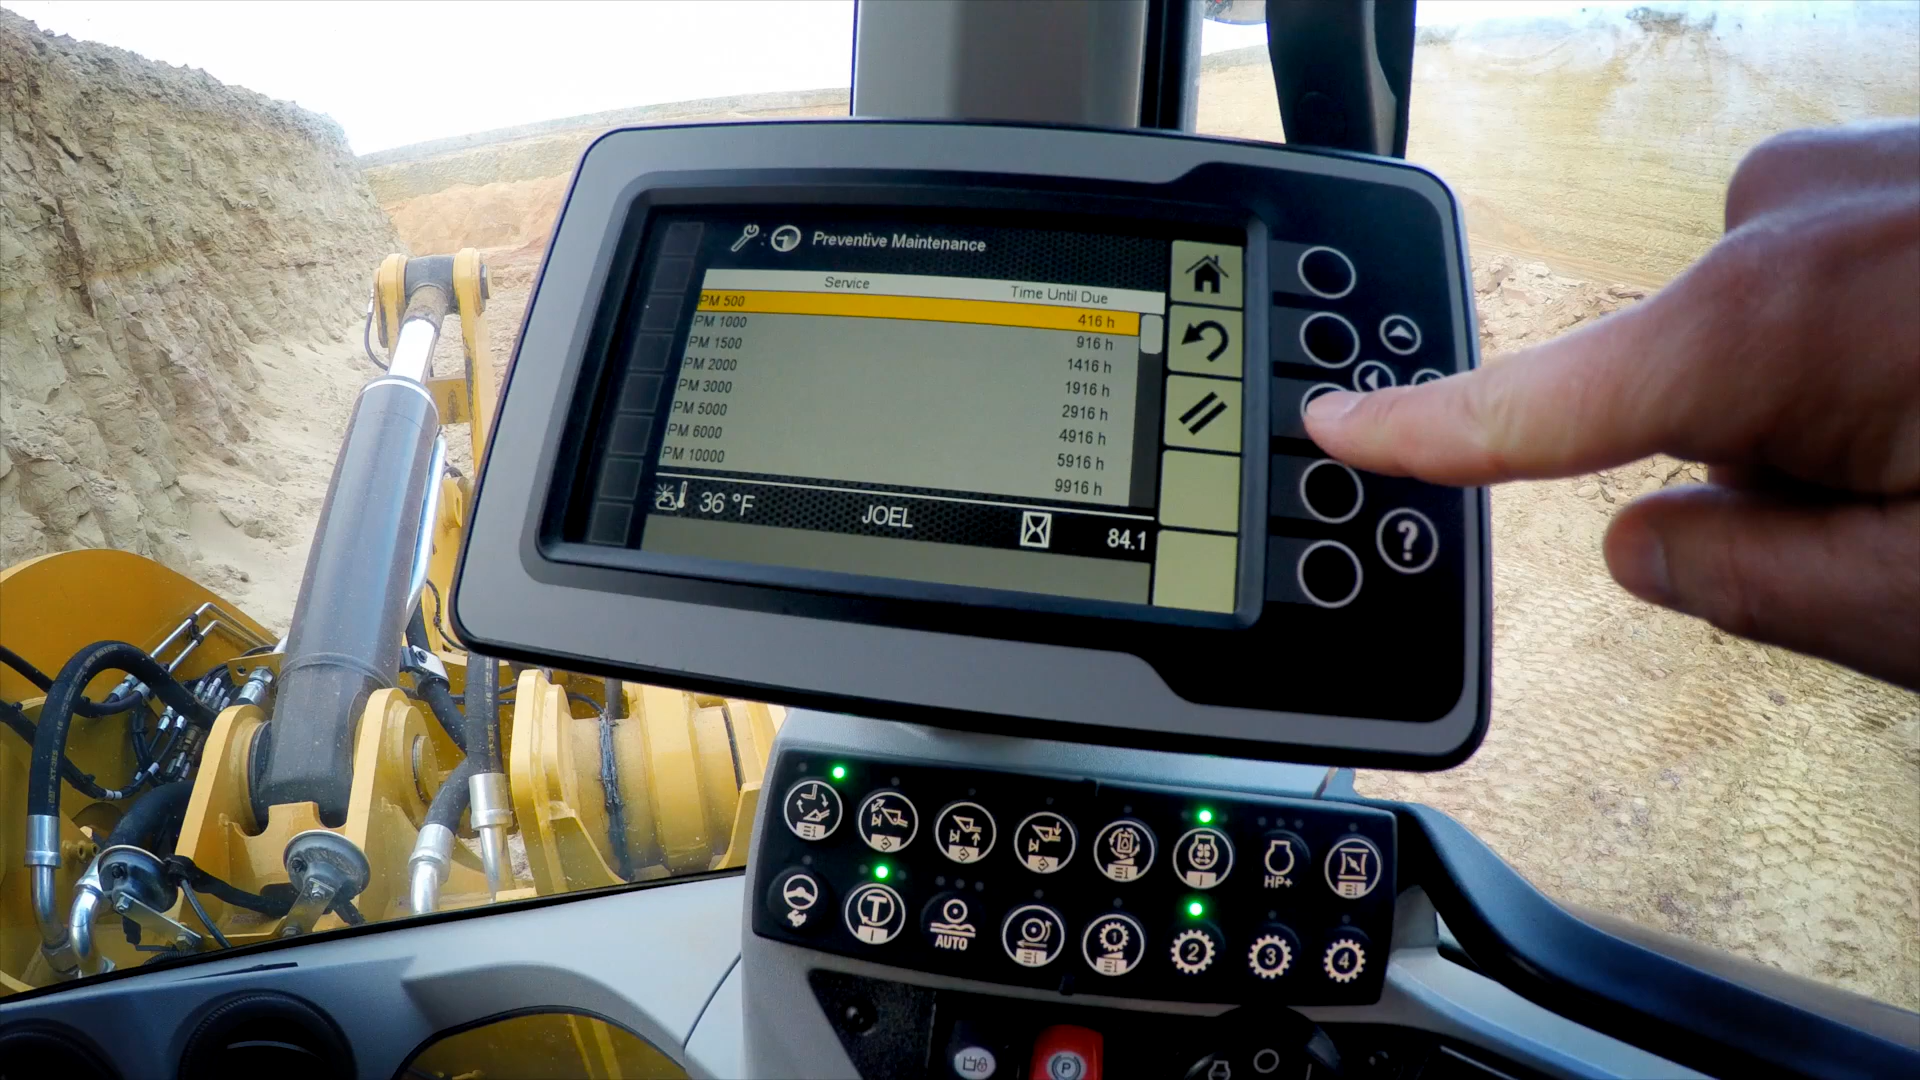 Preventive Maintenance
Service Time Until Due
PM 500 416 h
PM 1000 916 h
PM 1500 1416 h
PM 2000 1916 h
PM 3000 2916 h
PM 5000 4916 h
PM 6000 5916 h
PM 10000 9916 h
36 °F JOEL 84.1
?
HP+
T
AUTO
1 2 3 4
P